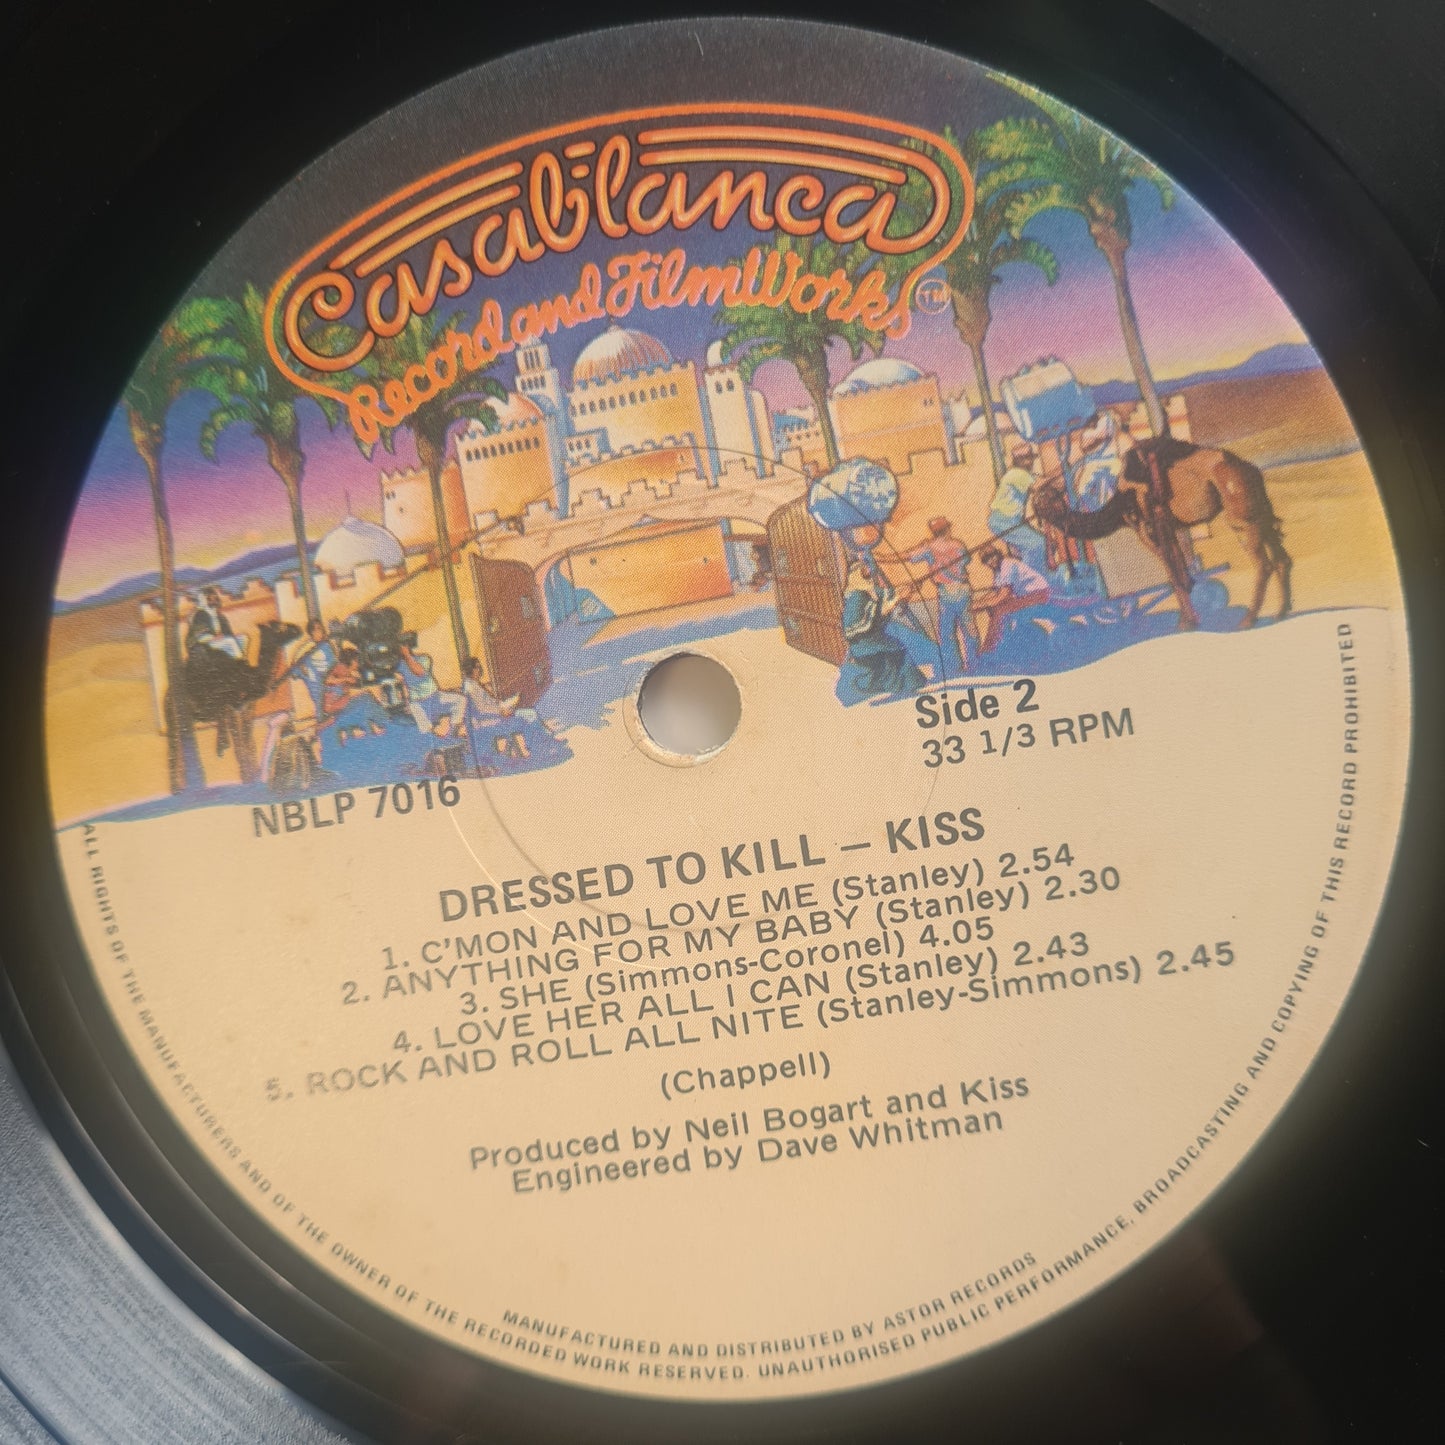 Casablanca
Record and FilmWorks
TM
Side 2
33 1/3 RPM
NBLP 7016
DRESSED TO KILL – KISS
1. C'MON AND LOVE ME (Stanley) 2.54
2. ANYTHING FOR MY BABY (Stanley) 2.30
3. SHE (Simmons-Coronel) 4.05
4. LOVE HER ALL I CAN (Stanley) 2.43
5. ROCK AND ROLL ALL NITE (Stanley-Simmons) 2.45
(Chappell)
Produced by Neil Bogart and Kiss
Engineered by Dave Whitman
MANUFACTURED AND DISTRIBUTED BY ASTOR RECORDS
ALL RIGHTS OF THE MANUFACTURERS AND OF THE OWNER OF THE RECORDED WORK RESERVED. UNAUTHORISED PUBLIC PERFORMANCE, BROADCASTING AND COPYING OF THIS RECORD PROHIBITED